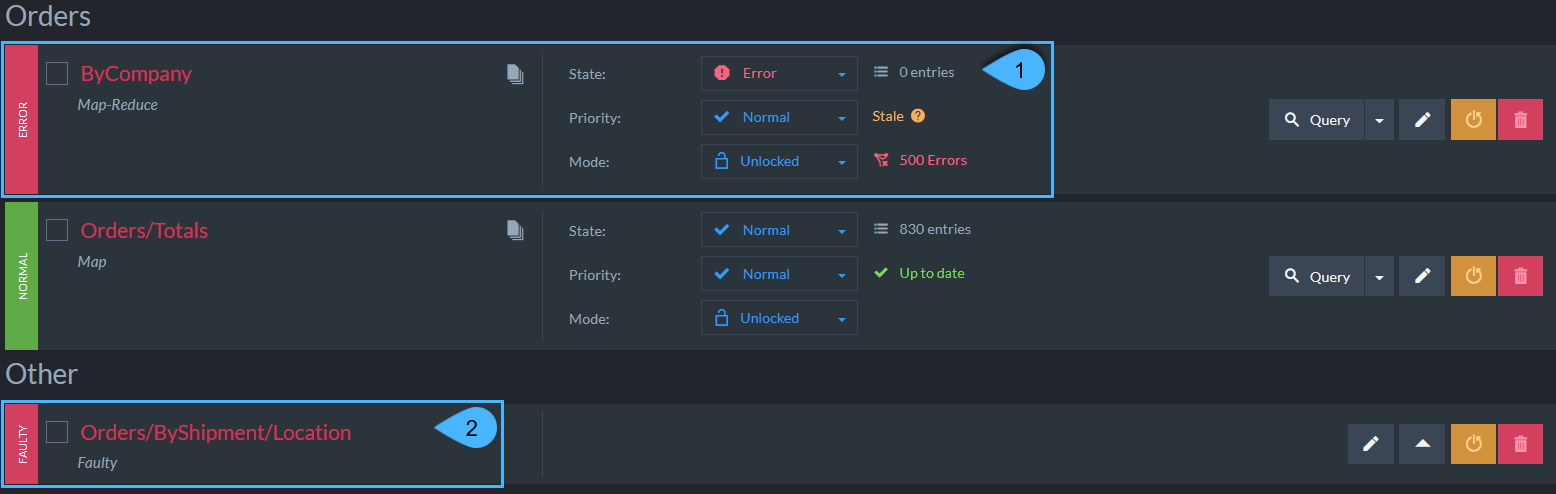 Orders
ERROR
ByCompany
Map-Reduce
State:
Error
0 entries
1
Priority:
Normal
Stale
Mode:
Unlocked
500 Errors
Query
NORMAL
Orders/Totals
Map
State:
Normal
830 entries
Priority:
Normal
Up to date
Mode:
Unlocked
Query
Other
FAULTY
Orders/ByShipment/Location
Faulty
2